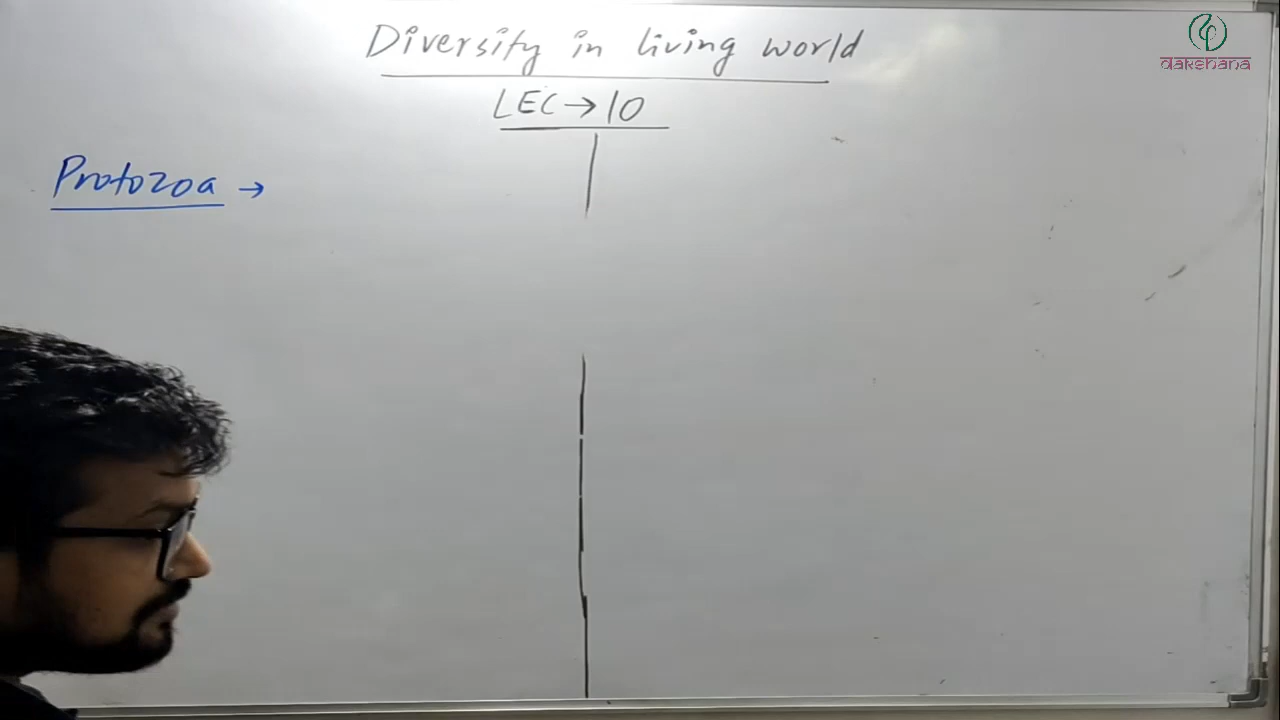 Diversity in living world
LEC → 10
Protozoa →
dakshana